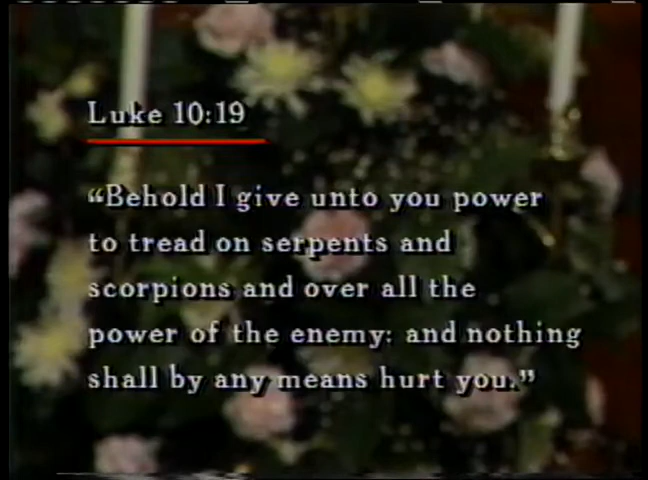 Luke 10:19
“Behold I give unto you power
to tread on serpents and
scorpions and over all the
power of the enemy: and nothing
shall by any means hurt you.”